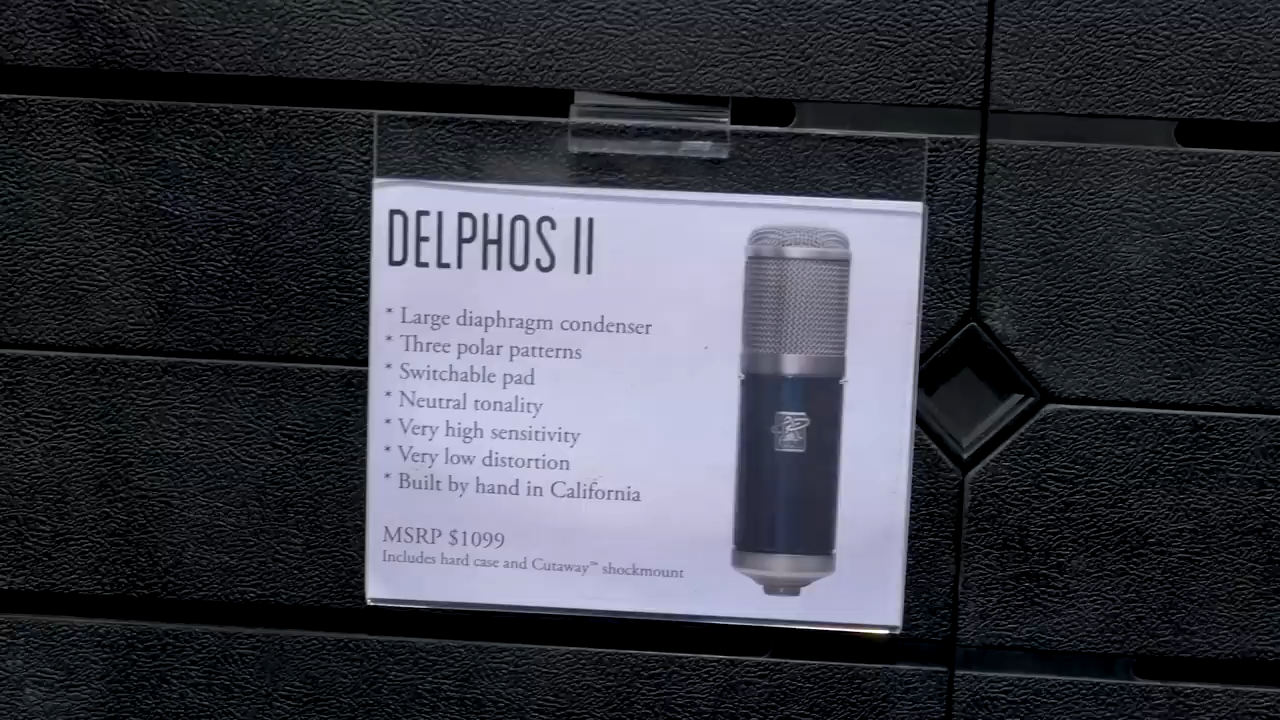 DELPHOS II
* Large diaphragm condenser
* Three polar patterns
* Switchable pad
* Neutral tonality
* Very high sensitivity
* Very low distortion
* Built by hand in California
MSRP $1099
Includes hard case and Cutaway™ shockmount